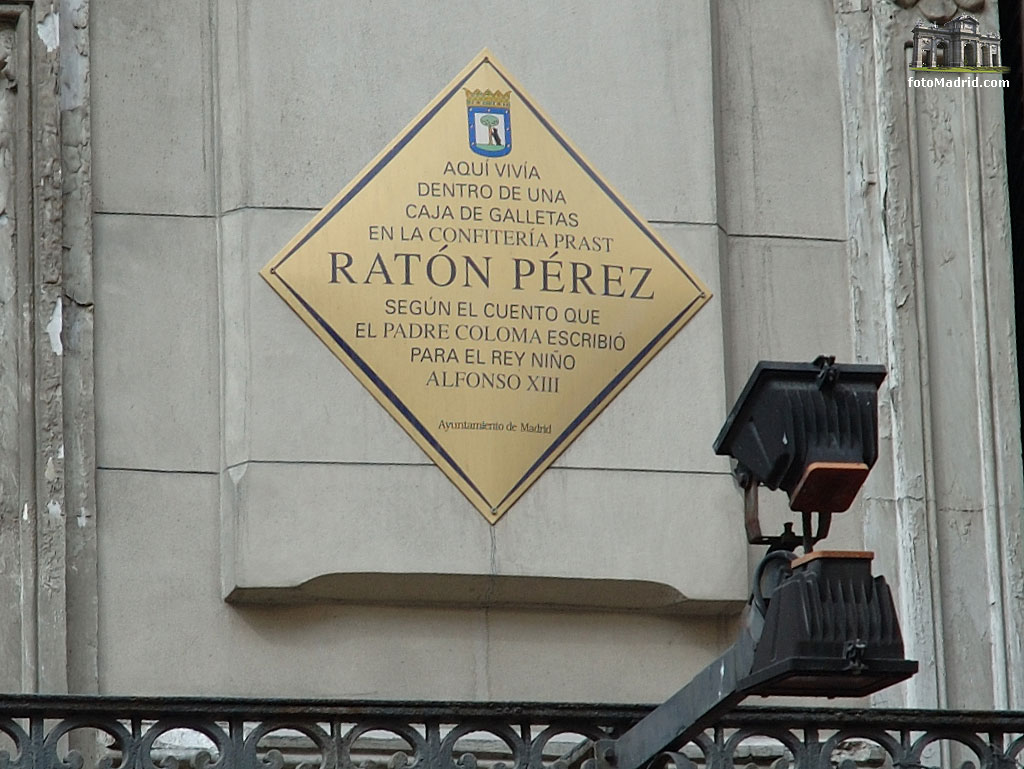 fotoMadrid.com
AQUÍ VIVÍA
DENTRO DE UNA
CAJA DE GALLETAS
EN LA CONFITERÍA PRAST
RATÓN PÉREZ
SEGÚN EL CUENTO QUE
EL PADRE COLOMA ESCRIBIÓ
PARA EL REY NIÑO
ALFONSO XIII
Ayuntamiento de Madrid